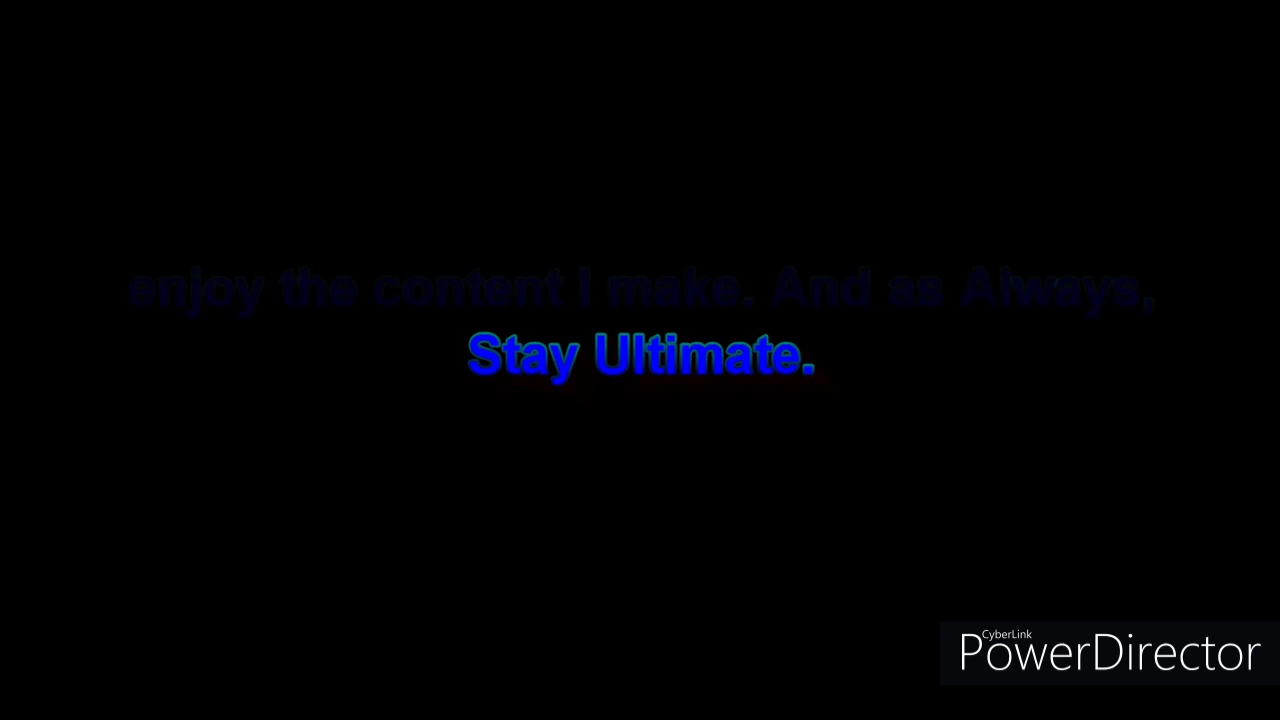 enjoy the content I make. And as Always,
Stay Ultimate.
CyberLink
PowerDirector